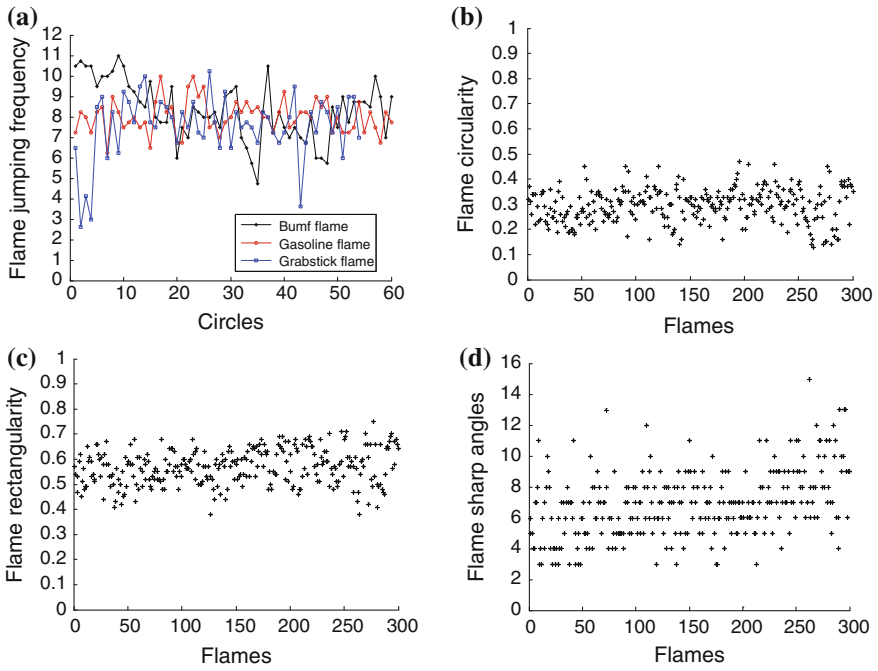 (a)
Flame jumping frequency
12
11
10
9
8
7
6
5
4
3
2
1
0
Bumf flame
Gasoline flame
Grabstick flame
0 10 20 30 40 50 60
Circles
(b)
Flame circularity
1
0.9
0.8
0.7
0.6
0.5
0.4
0.3
0.2
0.1
0
0 50 100 150 200 250 300
Flames
(c)
Flame rectangularity
1
0.9
0.8
0.7
0.6
0.5
0.4
0.3
0.2
0.1
0
0 50 100 150 200 250 300
Flames
(d)
Flame sharp angles
16
14
12
10
8
6
4
2
0
0 50 100 150 200 250 300
Flames